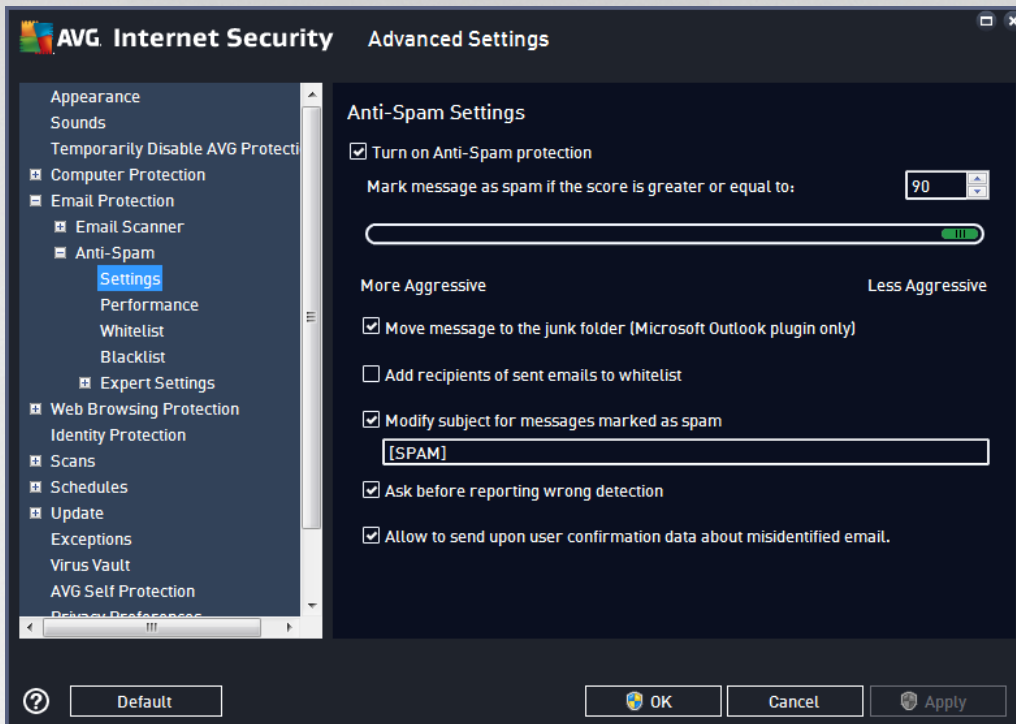 AVG Internet Security Advanced Settings
Appearance
Sounds
Temporarily Disable AVG Protecti
Computer Protection
Email Protection
Email Scanner
Anti-Spam
Settings
Performance
Whitelist
Blacklist
Expert Settings
Web Browsing Protection
Identity Protection
Scans
Schedules
Update
Exceptions
Virus Vault
AVG Self Protection
Privacy Preferences
Anti-Spam Settings
Turn on Anti-Spam protection
Mark message as spam if the score is greater or equal to: 90
More Aggressive Less Aggressive
Move message to the junk folder (Microsoft Outlook plugin only)
Add recipients of sent emails to whitelist
Modify subject for messages marked as spam
[SPAM]
Ask before reporting wrong detection
Allow to send upon user confirmation data about misidentified email.
? Default OK Cancel Apply